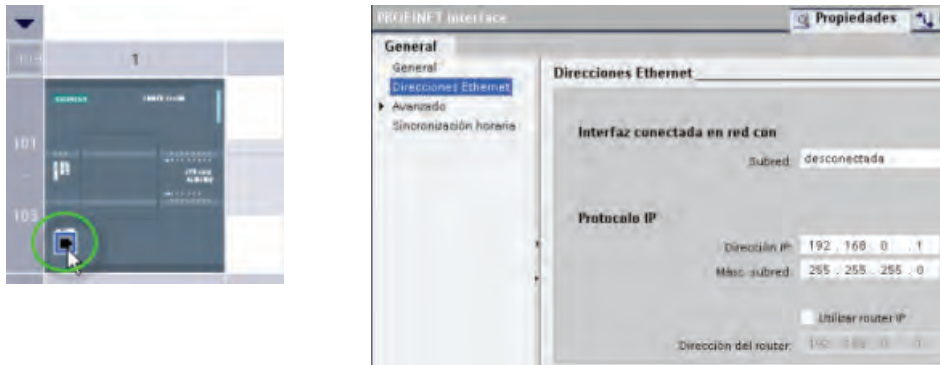 1
101
103
SIEMENS
PROFINET Interface
Propiedades
General
General
Direcciones Ethernet
Avanzado
Sincronización horaria
Direcciones Ethernet
Interfaz conectada en red con
Subred: desconectada
Protocolo IP
Dirección IP: 192 . 168 . 0 . 1
Másc. subred: 255 . 255 . 255 . 0
Utilizar router IP
Dirección del router: